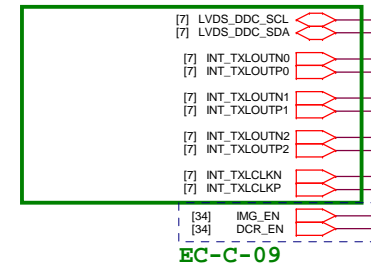 [7] LVDS_DDC_SCL
[7] LVDS_DDC_SDA
[7] INT_TXLOUTN0
[7] INT_TXLOUTP0
[7] INT_TXLOUTN1
[7] INT_TXLOUTP1
[7] INT_TXLOUTN2
[7] INT_TXLOUTP2
[7] INT_TXLCLKN
[7] INT_TXLCLKP
[34] IMG_EN
[34] DCR_EN
EC-C-09